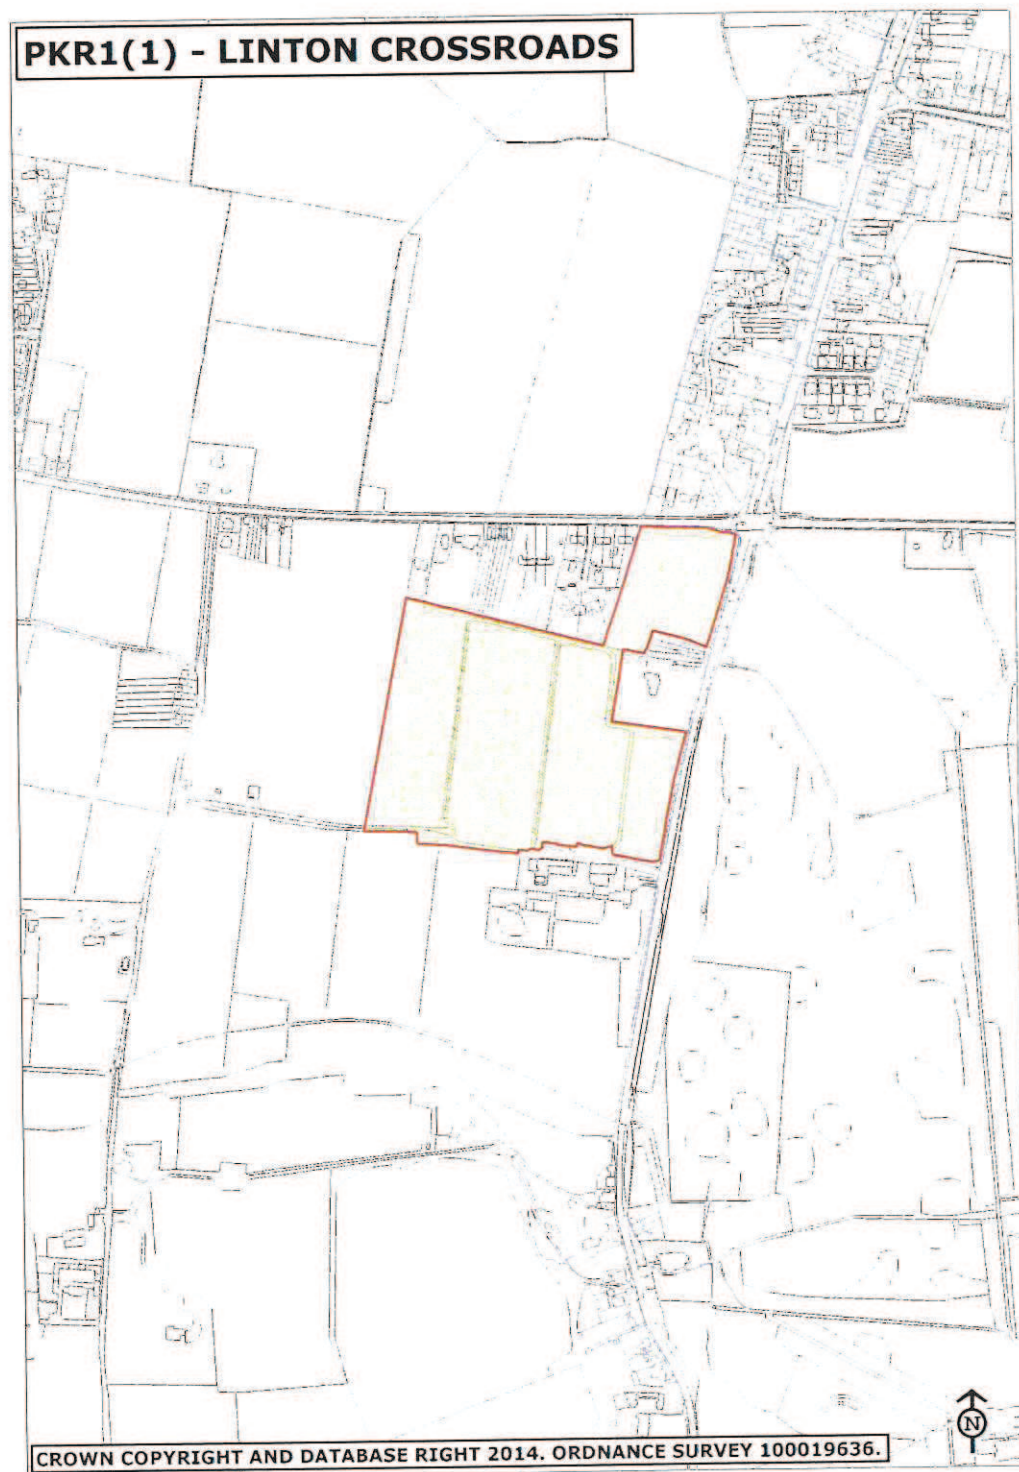 PKR1(1) - LINTON CROSSROADS
N
CROWN COPYRIGHT AND DATABASE RIGHT 2014. ORDNANCE SURVEY 100019636.